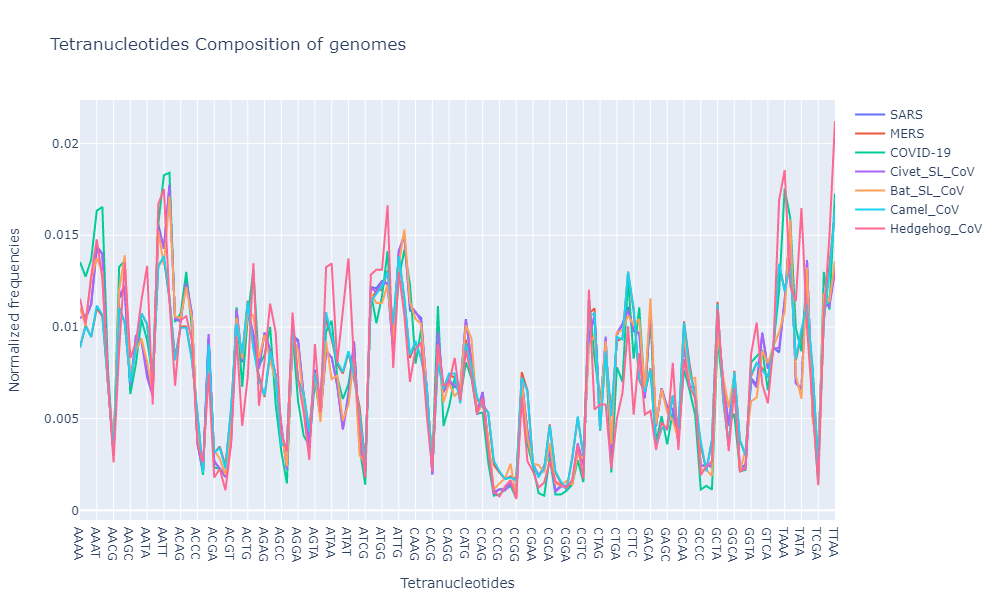 Tetranucleotides Composition of genomes
SARS
MERS
COVID-19
Civet_SL_CoV
Bat_SL_CoV
Camel_CoV
Hedgehog_CoV
Normalized frequencies
0.02
0.015
0.01
0.005
0
AAAG
AAAT
AACG
AAGC
AATA
AATT
ACAG
ACCC
ACGA
ACGT
ACTG
AGAG
AGCC
AGGA
AGTA
ATAA
ATAT
ATCG
ATGG
ATTG
CAAG
CACG
CAGG
CATG
CCAG
CCCG
CCGG
CGAA
CGCA
CGGA
CGTC
CTAG
CTGA
CTTC
GACA
GAGC
GCAA
GCCC
GCTA
GGCA
GGTA
GTCA
TAAA
TATA
TCGA
TTAA
Tetranucleotides